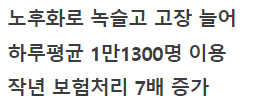 노후화로 녹슬고 고장 늘어
하루평균 1만1300명 이용
작년 보험처리 7배 증가